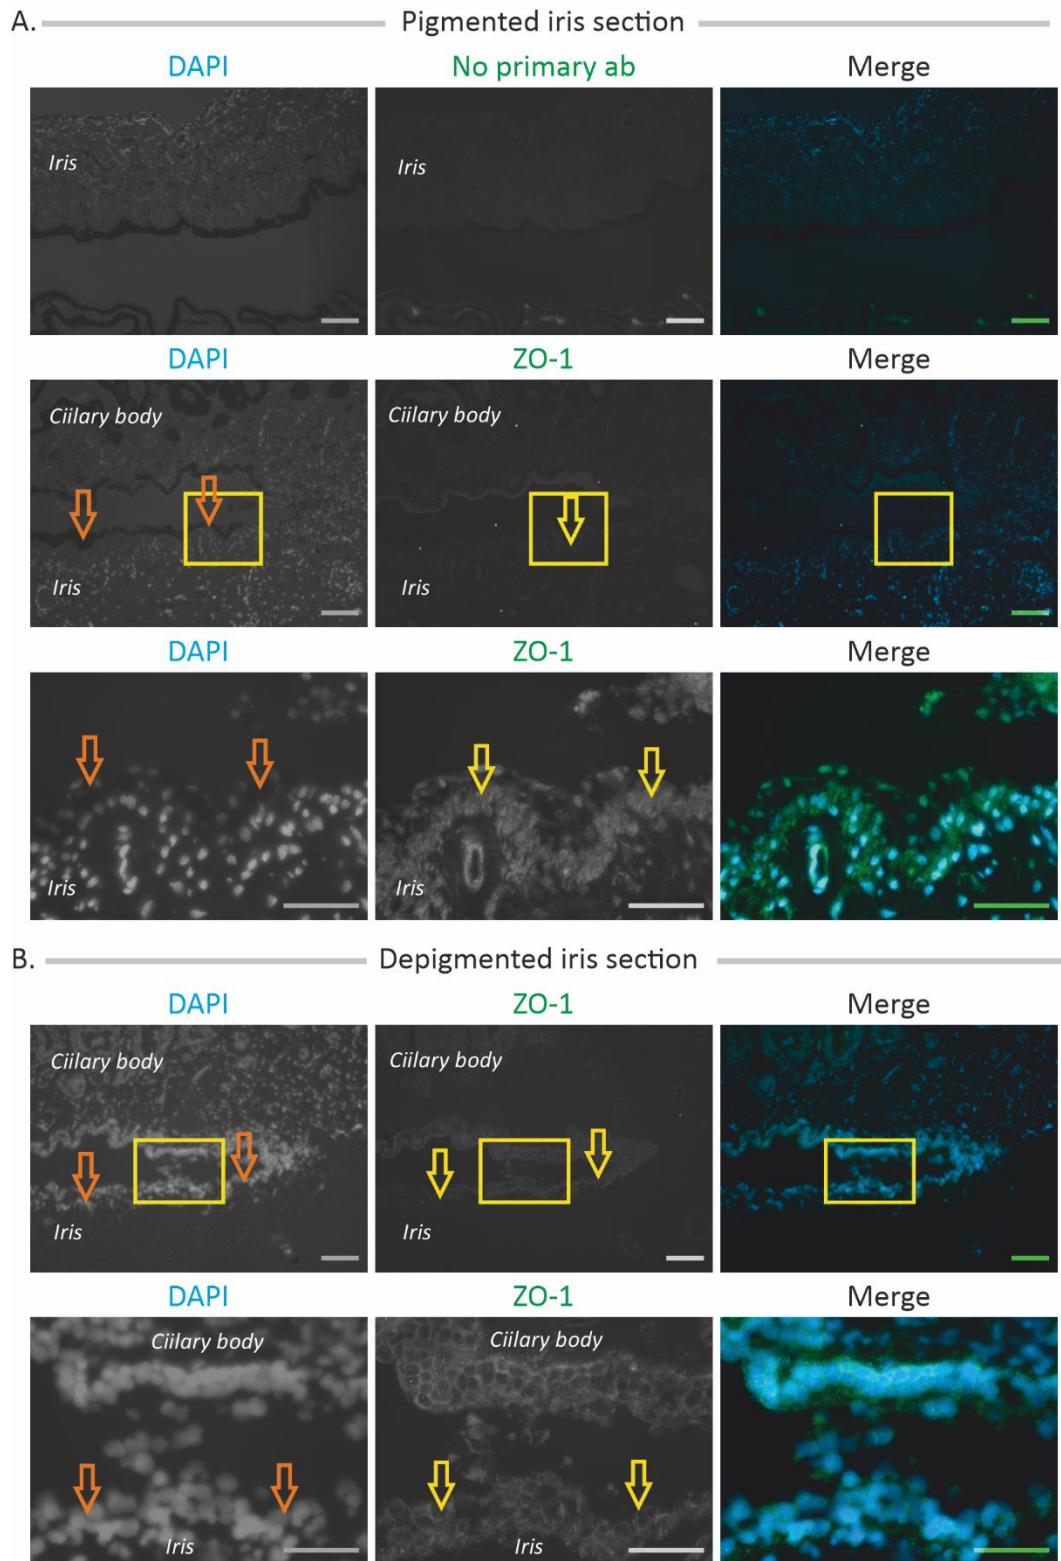 A. Pigmented iris section
DAPI No primary ab Merge
Iris Iris
DAPI ZO-1 Merge
Ciilary body Ciilary body
Iris Iris
DAPI ZO-1 Merge
Iris Iris
B. Depigmented iris section
DAPI ZO-1 Merge
Ciilary body Ciilary body
Iris Iris
DAPI ZO-1 Merge
Ciilary body Ciilary body
Iris Iris